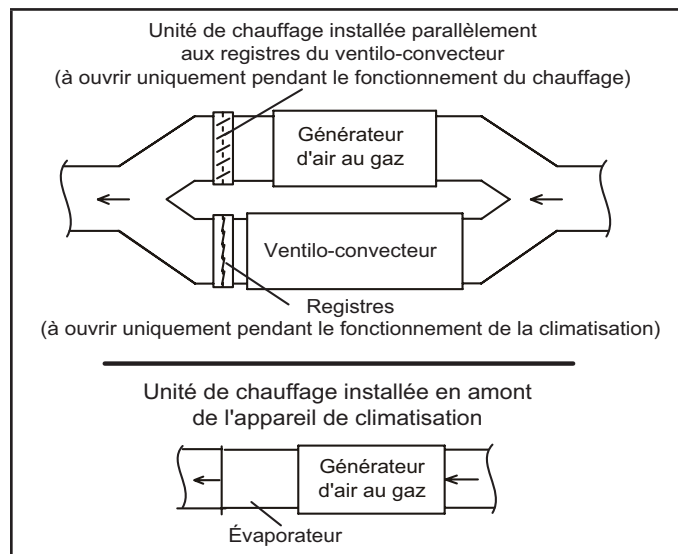 Unité de chauffage installée parallèlement
aux registres du ventilo-convecteur
(à ouvrir uniquement pendant le fonctionnement du chauffage)
Générateur
d'air au gaz
Ventilo-convecteur
Registres
(à ouvrir uniquement pendant le fonctionnement de la climatisation)
Unité de chauffage installée en amont
de l'appareil de climatisation
Générateur
d'air au gaz
Évaporateur